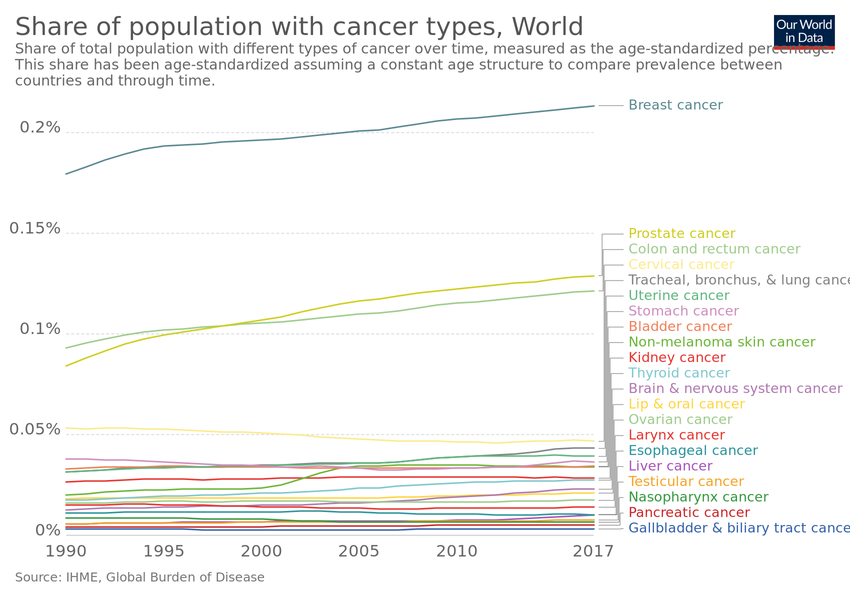 Share of population with cancer types, World
Our World
in Data
Share of total population with different types of cancer over time, measured as the age-standardized percentage.
This share has been age-standardized assuming a constant age structure to compare prevalence between
countries and through time.
Breast cancer
0.2%
0.15%
Prostate cancer
Colon and rectum cancer
Cervical cancer
Tracheal, bronchus, & lung cance
Uterine cancer
Stomach cancer
Bladder cancer
0.1%
Non-melanoma skin cancer
Kidney cancer
Thyroid cancer
Brain & nervous system cancer
Lip & oral cancer
Ovarian cancer
0.05%
Larynx cancer
Esophageal cancer
Liver cancer
Testicular cancer
Nasopharynx cancer
Pancreatic cancer
Gallbladder & biliary tract cance
0%
1990 1995 2000 2005 2010 2017
Source: IHME, Global Burden of Disease